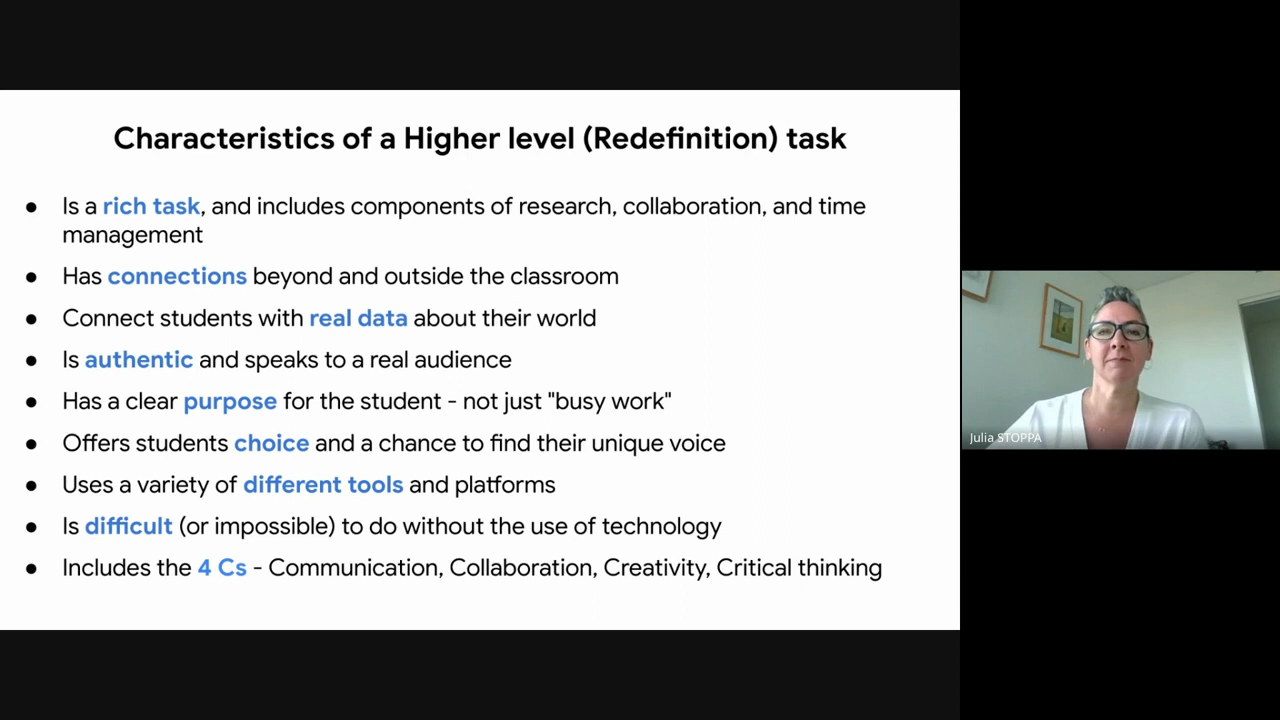 Characteristics of a Higher level (Redefinition) task
● Is a rich task, and includes components of research, collaboration, and time
management
● Has connections beyond and outside the classroom
● Connect students with real data about their world
● Is authentic and speaks to a real audience
● Has a clear purpose for the student - not just "busy work"
● Offers students choice and a chance to find their unique voice
● Uses a variety of different tools and platforms
● Is difficult (or impossible) to do without the use of technology
● Includes the 4 Cs - Communication, Collaboration, Creativity, Critical thinking
Julia STOPPA